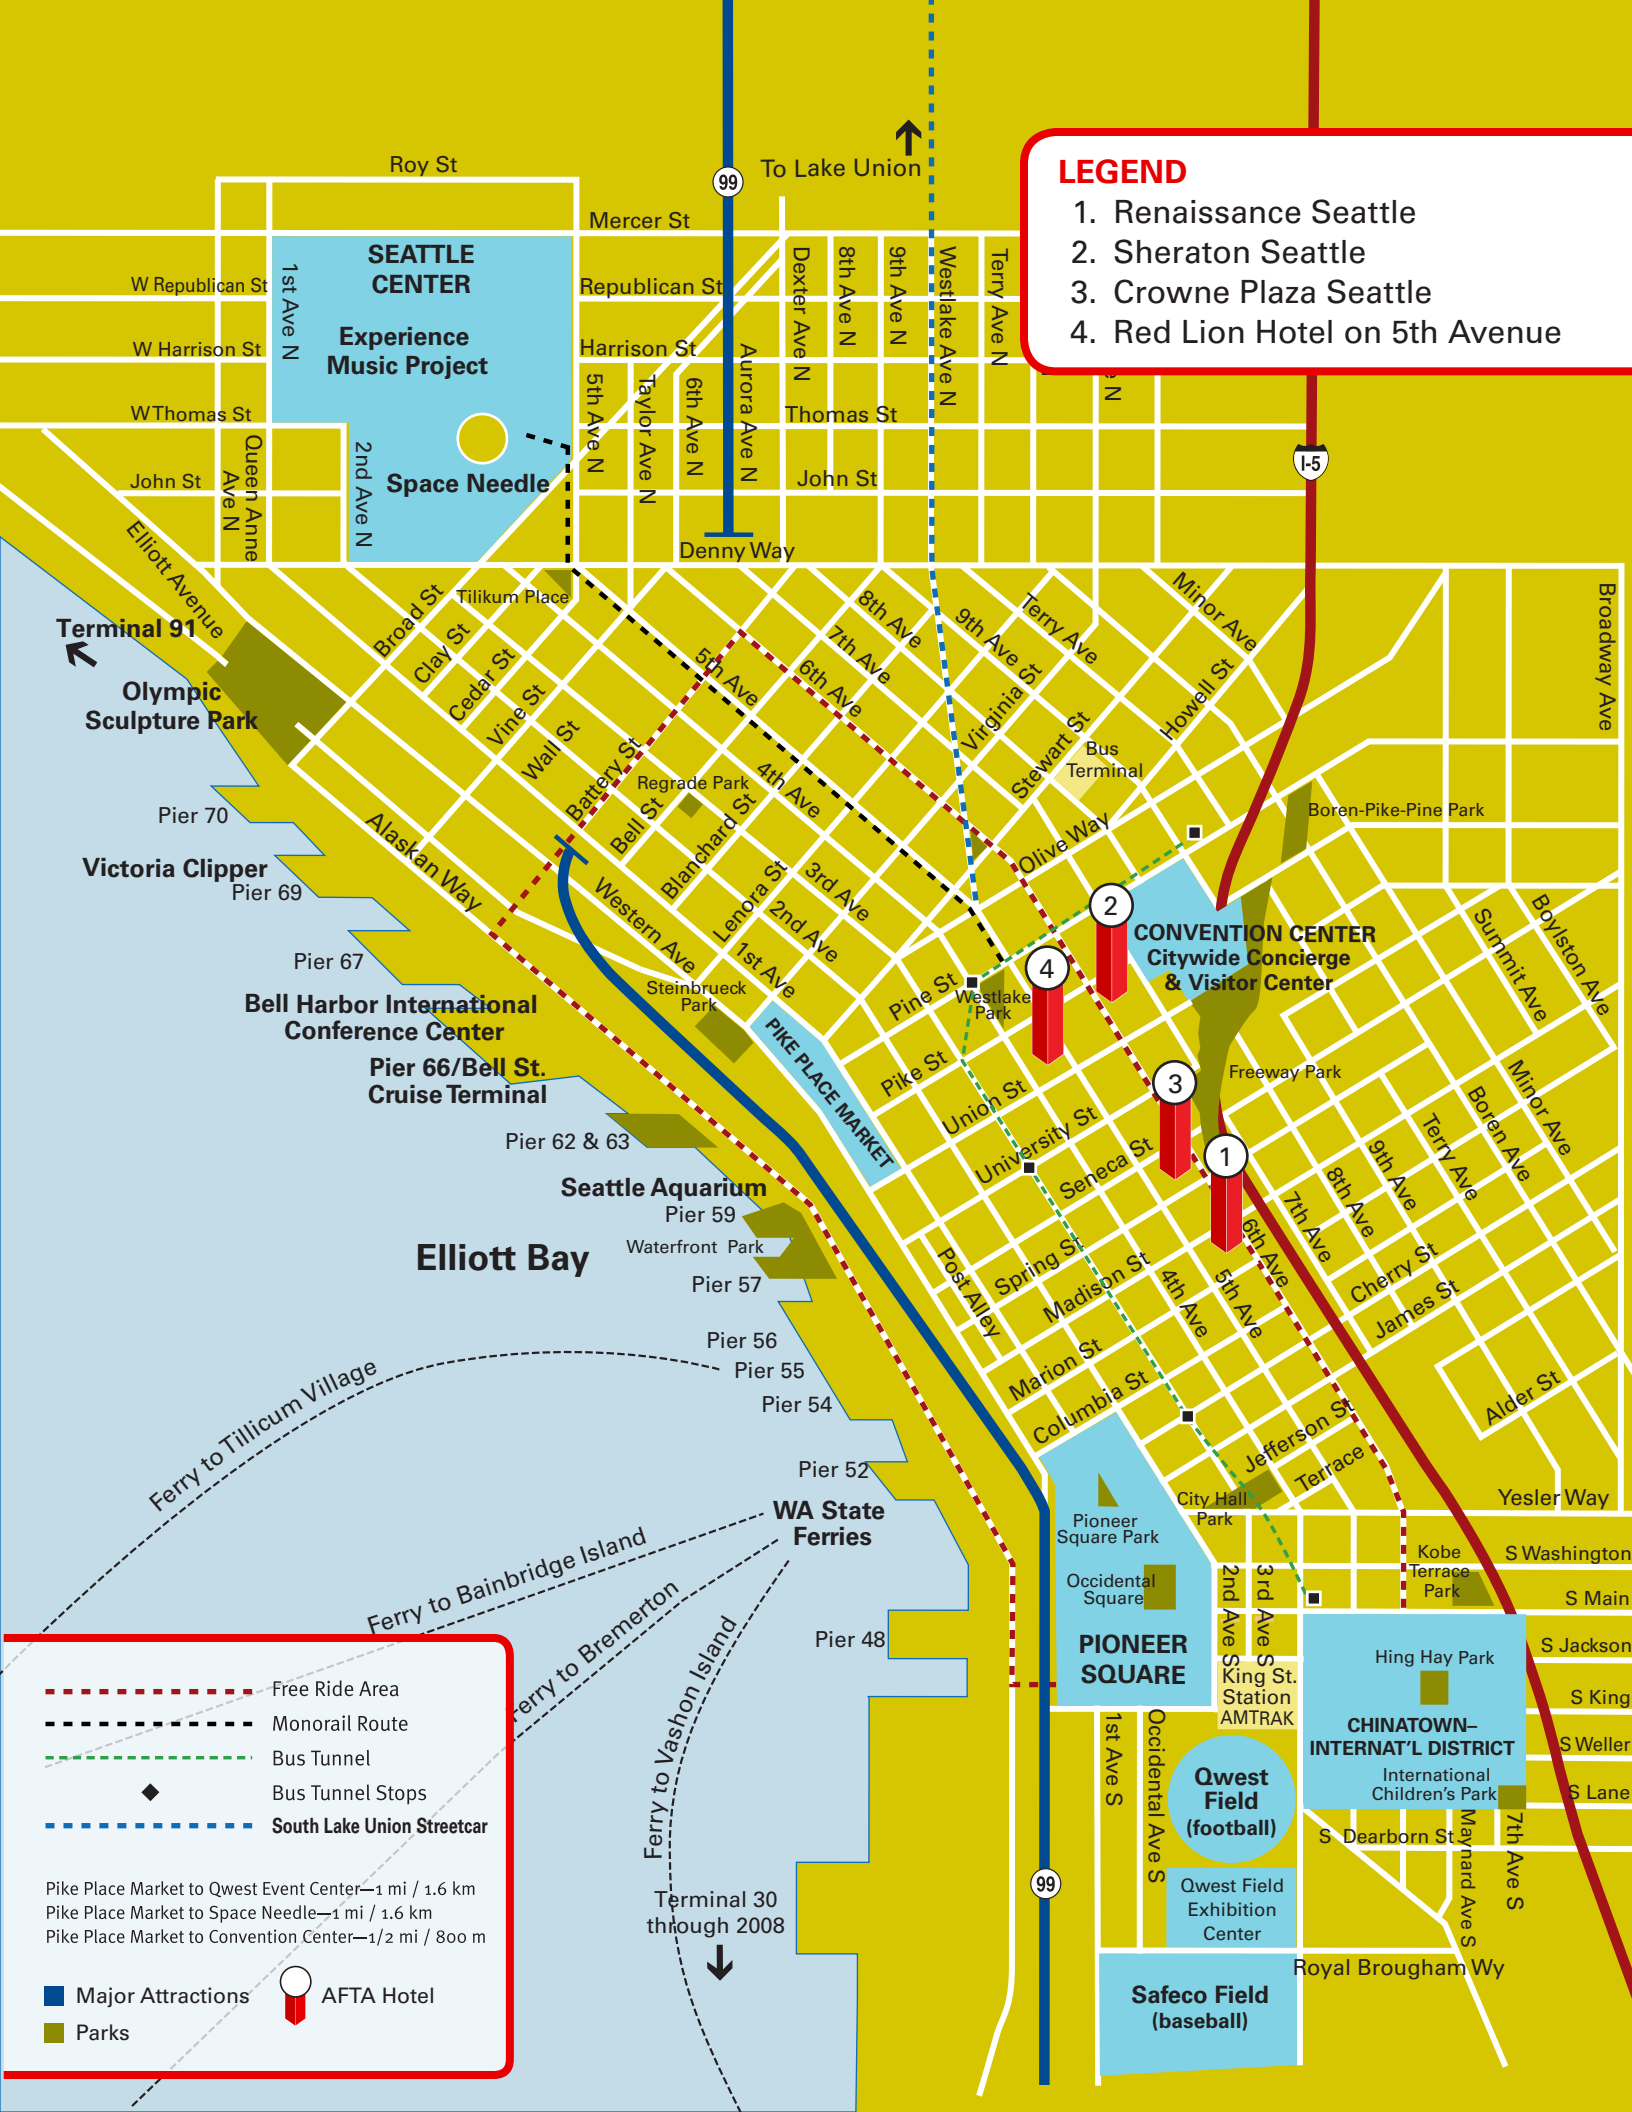 Roy St
99
To Lake Union
LEGEND
1. Renaissance Seattle
2. Sheraton Seattle
3. Crowne Plaza Seattle
4. Red Lion Hotel on 5th Avenue
Mercer St
SEATTLE
CENTER
W Republican St
1st Ave N
Republican St
Dexter Ave N
8th Ave N
9th Ave N
Westlake Ave N
Terry Ave N
N
Experience
Music Project
W Harrison St
Harrison St
Aurora Ave N
5th Ave N
Taylor Ave N
6th Ave N
W Thomas St
Thomas St
Queen Anne
Ave N
2nd Ave N
I-5
John St
Space Needle
John St
Denny Way
Elliott Avenue
Tilikum Place
Broad St
Clay St
Cedar St
Vine St
Wall St
Battery St
Bell St
Blanchard St
Lenora St
Virginia St
Stewart St
Howell St
Olive Way
8th Ave
7th Ave
6th Ave
5th Ave
9th Ave
Terry Ave
Minor Ave
Broadway Ave
Terminal 91
Olympic
Sculpture Park
Bus
Terminal
Regrade Park
4th Ave
3rd Ave
2nd Ave
1st Ave
Western Ave
Alaskan Way
Boren-Pike-Pine Park
Pier 70
Victoria Clipper
Pier 69
2
CONVENTION CENTER
Citywide Concierge
& Visitor Center
Summit Ave
Boylston Ave
Pier 67
4
Steinbrueck
Park
Pine St
Westlake
Park
Bell Harbor International
Conference Center
PIKE PLACE MARKET
Pike St
Union St
University St
Seneca St
Pier 66/Bell St.
Cruise Terminal
3
Freeway Park
Minor Ave
Boren Ave
Terry Ave
9th Ave
8th Ave
7th Ave
6th Ave
5th Ave
4th Ave
1
Pier 62 & 63
Seattle Aquarium
Pier 59
Waterfront Park
Elliott Bay
Pier 57
Post Alley
Spring St
Madison St
Marion St
Columbia St
Cherry St
James St
Jefferson St
Terrace
Alder St
Pier 56
Pier 55
Pier 54
Ferry to Tillicum Village
Pier 52
WA State
Ferries
Ferry to Bainbridge Island
Ferry to Bremerton
Ferry to Vashon Island
Pier 48
Terminal 30
through 2008
City Hall
Park
Yesler Way
Pioneer
Square Park
Occidental
Square
PIONEER
SQUARE
Kobe
Terrace
Park
S Washington
S Main
S Jackson
S King
S Weller
S Lane
2nd Ave S
3rd Ave S
King St.
Station
AMTRAK
Hing Hay Park
CHINATOWN–
INTERNAT'L DISTRICT
International
Children's Park
1st Ave S
Occidental Ave S
Qwest
Field
(football)
S Dearborn St
Maynard Ave S
7th Ave S
99
Qwest Field
Exhibition
Center
Royal Brougham Wy
Safeco Field
(baseball)
Free Ride Area
Monorail Route
Bus Tunnel
Bus Tunnel Stops
South Lake Union Streetcar
Pike Place Market to Qwest Event Center—1 mi / 1.6 km
Pike Place Market to Space Needle—1 mi / 1.6 km
Pike Place Market to Convention Center—1/2 mi / 800 m
Major Attractions
AFTA Hotel
Parks